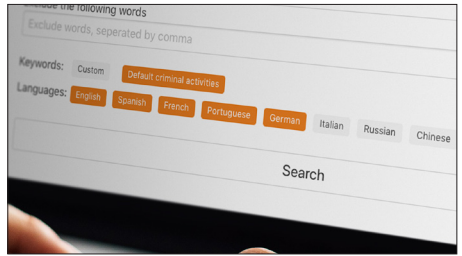 Exclude the following words
Exclude words, seperated by comma
Keywords: Custom Default criminal activities
Languages: English Spanish French Portuguese German Italian Russian Chinese
Search